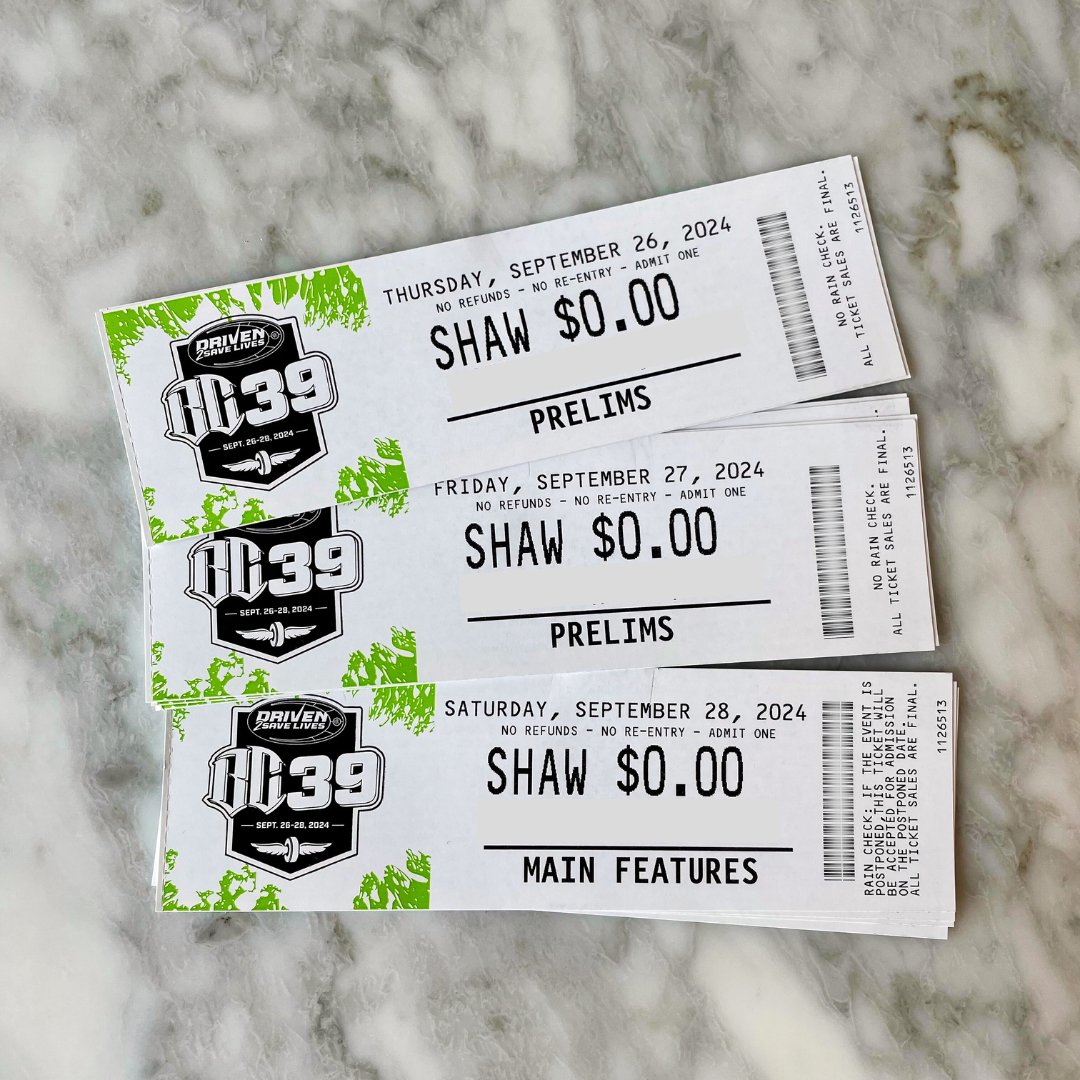 DRIVEN
2SAVE LIVES
BC39
SEPT. 26-28, 2024
THURSDAY, SEPTEMBER 26, 2024
NO REFUNDS - NO RE-ENTRY - ADMIT ONE
SHAW $0.00
PRELIMS
NO RAIN CHECK.
ALL TICKET SALES ARE FINAL.
1126513
BC39
SEPT. 26-28, 2024
FRIDAY, SEPTEMBER 27, 2024
NO REFUNDS - NO RE-ENTRY - ADMIT ONE
SHAW $0.00
PRELIMS
NO RAIN CHECK.
ALL TICKET SALES ARE FINAL.
1126513
DRIVEN
2SAVE LIVES
BC39
SEPT. 26-28, 2024
SATURDAY, SEPTEMBER 28, 2024
NO REFUNDS - NO RE-ENTRY - ADMIT ONE
SHAW $0.00
MAIN FEATURES
RAIN CHECK: IF THE EVENT IS
POSTPONED,THIS TICKET WILL
BE ACCEPTED FOR ADMISSION
ON THE POSTPONED DATE.
ALL TICKET SALES ARE FINAL.
1126513